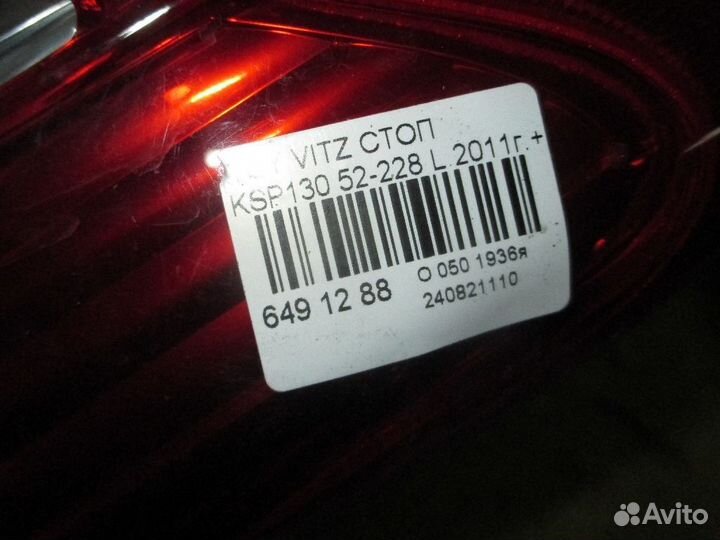 VITZ СТОП
KSP130 52-228 L 2011г.+
649 12 88
О 050 1936я
240821110
Avito